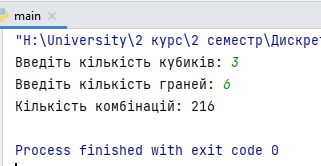 main
"H:\University\2 курс\2 семестр\Дискре
Введіть кількість кубиків: 3
Введіть кількість граней: 6
Кількість комбінацій: 216
Process finished with exit code 0